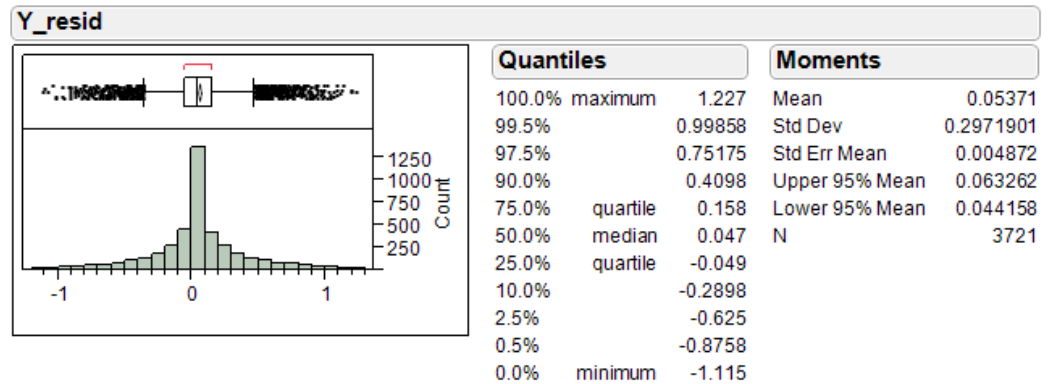 Y_resid
1250
1000
750
500
250
Count
-1 0 1
Quantiles
100.0% maximum 1.227
99.5% 0.99858
97.5% 0.75175
90.0% 0.4098
75.0% quartile 0.158
50.0% median 0.047
25.0% quartile -0.049
10.0% -0.2898
2.5% -0.625
0.5% -0.8758
0.0% minimum -1.115
Moments
Mean 0.05371
Std Dev 0.2971901
Std Err Mean 0.004872
Upper 95% Mean 0.063262
Lower 95% Mean 0.044158
N 3721